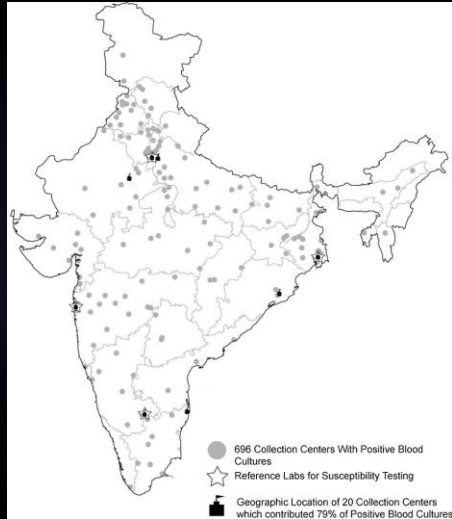 696 Collection Centers With Positive Blood
Cultures
Reference Labs for Susceptibility Testing
Geographic Location of 20 Collection Centers
which contributed 79% of Positive Blood Cultures